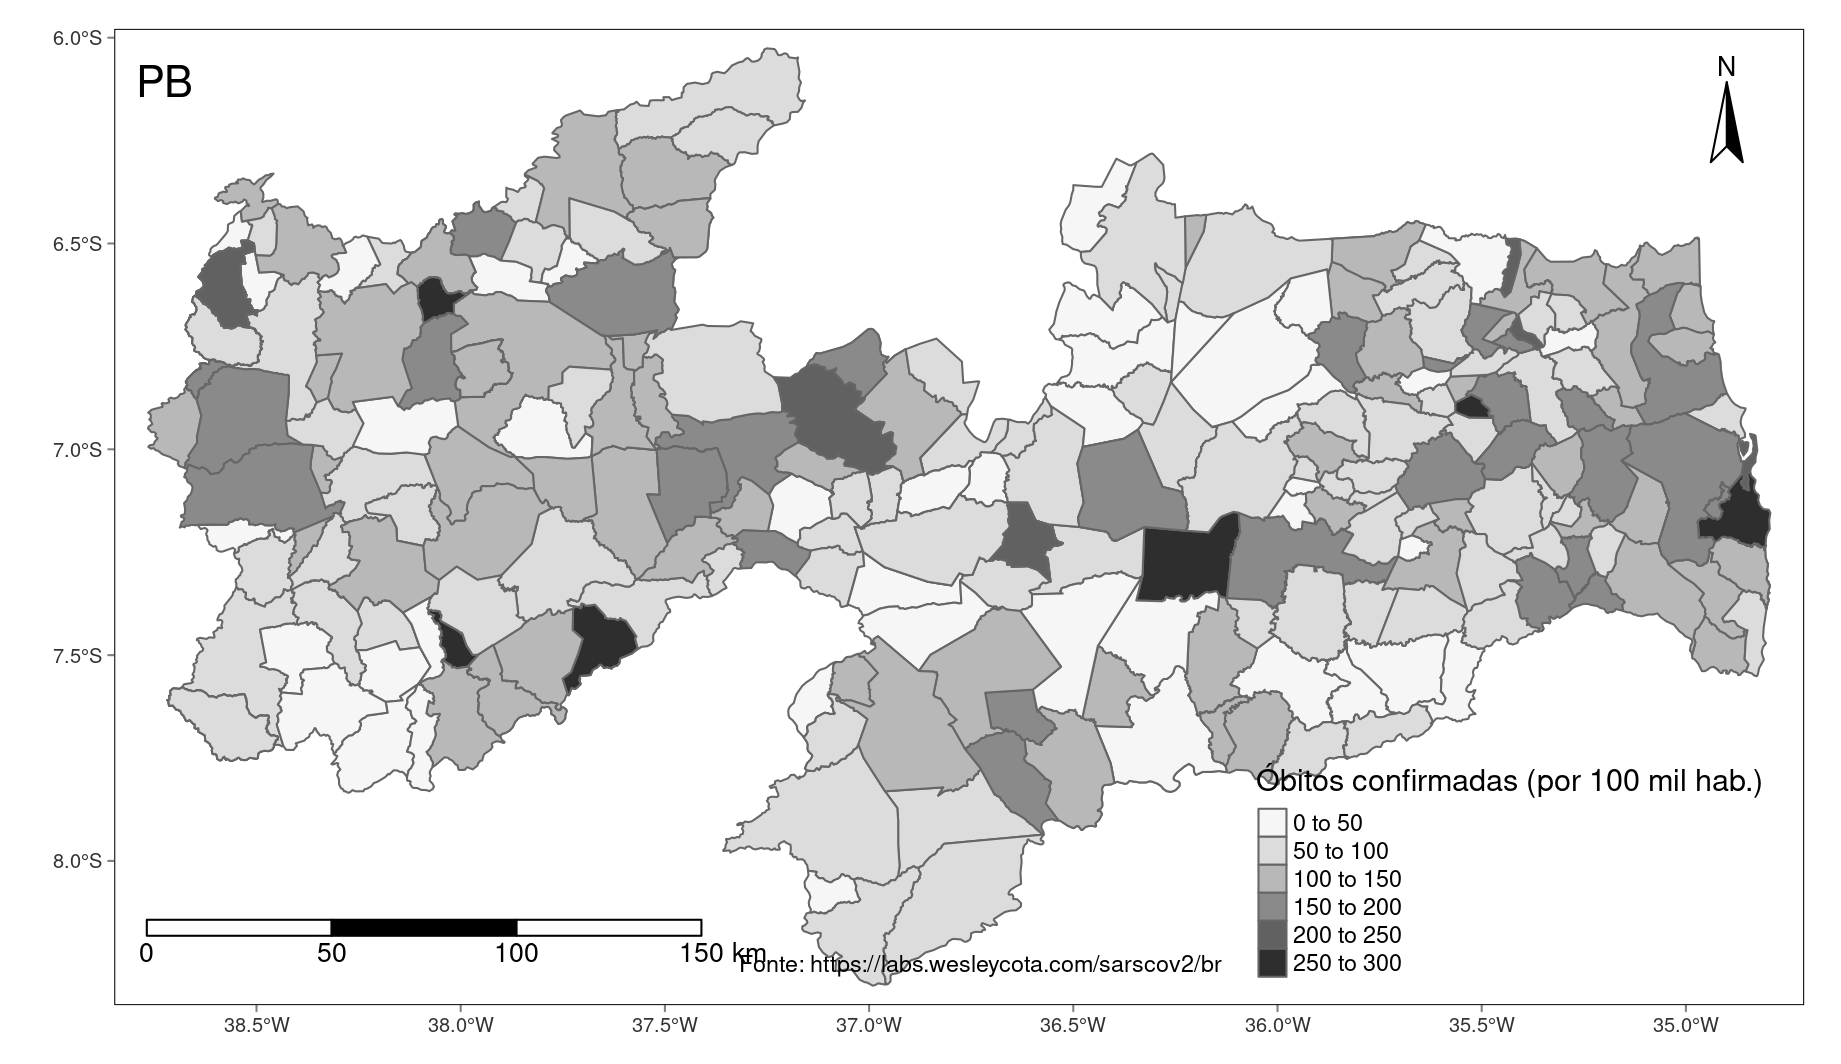 6.0°S
PB
N
6.5°S
7.0°S
7.5°S
8.0°S
Óbitos confirmadas (por 100 mil hab.)
0 to 50
50 to 100
100 to 150
150 to 200
200 to 250
250 to 300
0 50 100 150 km
Fonte: https://labs.wesleycota.com/sarscov2/br
38.5°W 38.0°W 37.5°W 37.0°W 36.5°W 36.0°W 35.5°W 35.0°W